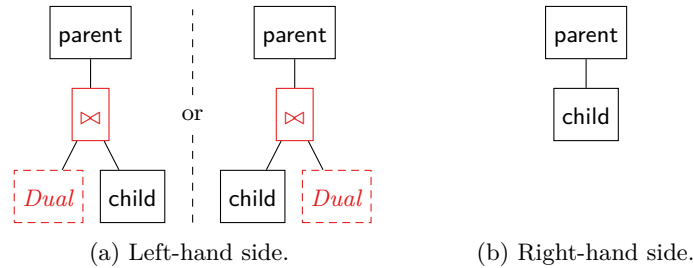 parent
parent
parent
⋈
or
⋈
child
Dual
child
child
Dual
(a) Left-hand side.
(b) Right-hand side.